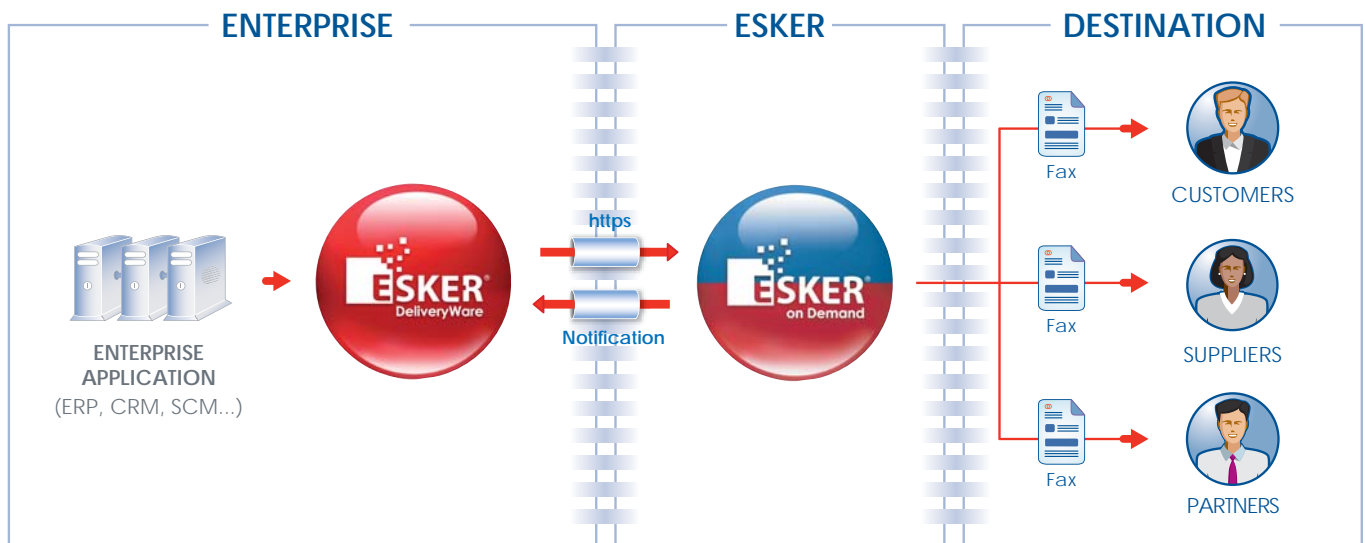 ENTERPRISE
ESKER
DESTINATION
ENTERPRISE
APPLICATION
(ERP, CRM, SCM...)
ESKER®
DeliveryWare
https
Notification
ESKER®
on Demand
Fax
CUSTOMERS
Fax
SUPPLIERS
Fax
PARTNERS